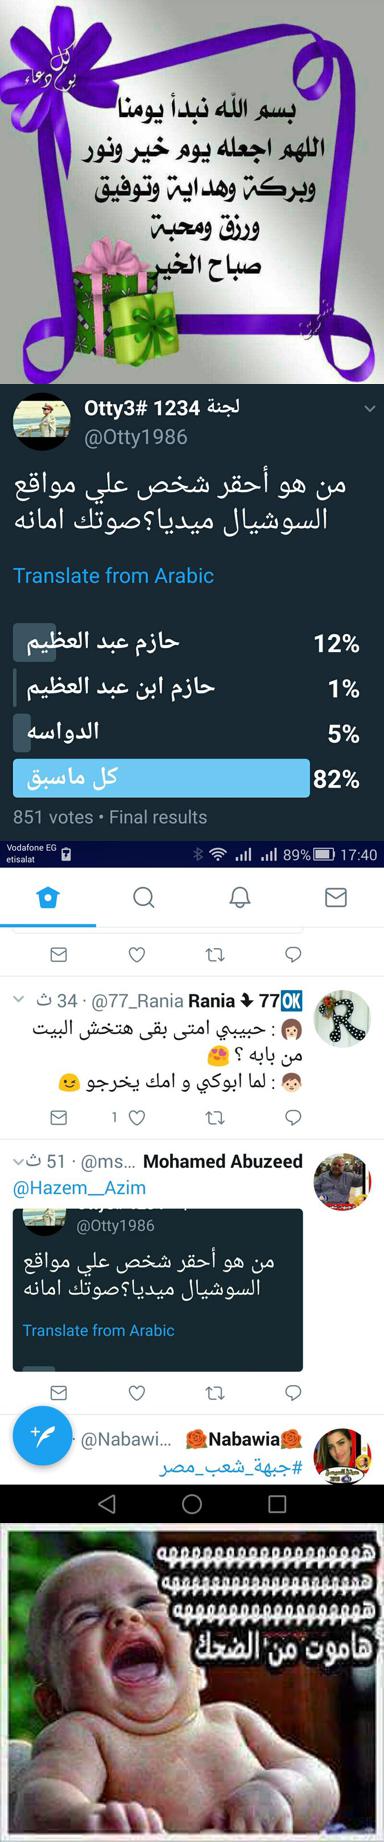 كل
يوم
دعاء
بسم الله نبدأ يومنا
اللهم اجعله يوم خير ونور
وبركة وهداية وتوفيق
ورزق ومحبة
صباح الخير
Otty3# 1234 لجنة
@Otty1986
من هو أحقر شخص علي مواقع
السوشيال ميديا؟صوتك امانه
Translate from Arabic
حازم عبد العظيم 12%
حازم ابن عبد العظيم 1%
الدواسه 5%
كل ماسبق 82%
851 votes • Final results
Vodafone EG
etisalat
89% 17:40
Rania ⤵ 77🆗 @77_Rania · 34 ث
👩 : حبيبي امتى بقى هتخش البيت
من بابه ؟ 😍
👦 : لما ابوكي و امك يخرجو 😉
1
Mohamed Abuzeed @ms... · 51 ث
@Hazem__Azim
@Otty1986
من هو أحقر شخص علي مواقع
السوشيال ميديا؟صوتك امانه
Translate from Arabic
🌹Nabawia🌹 @Nabawi... ·
#جبهة_شعب_مصر
هاموت من الضحك